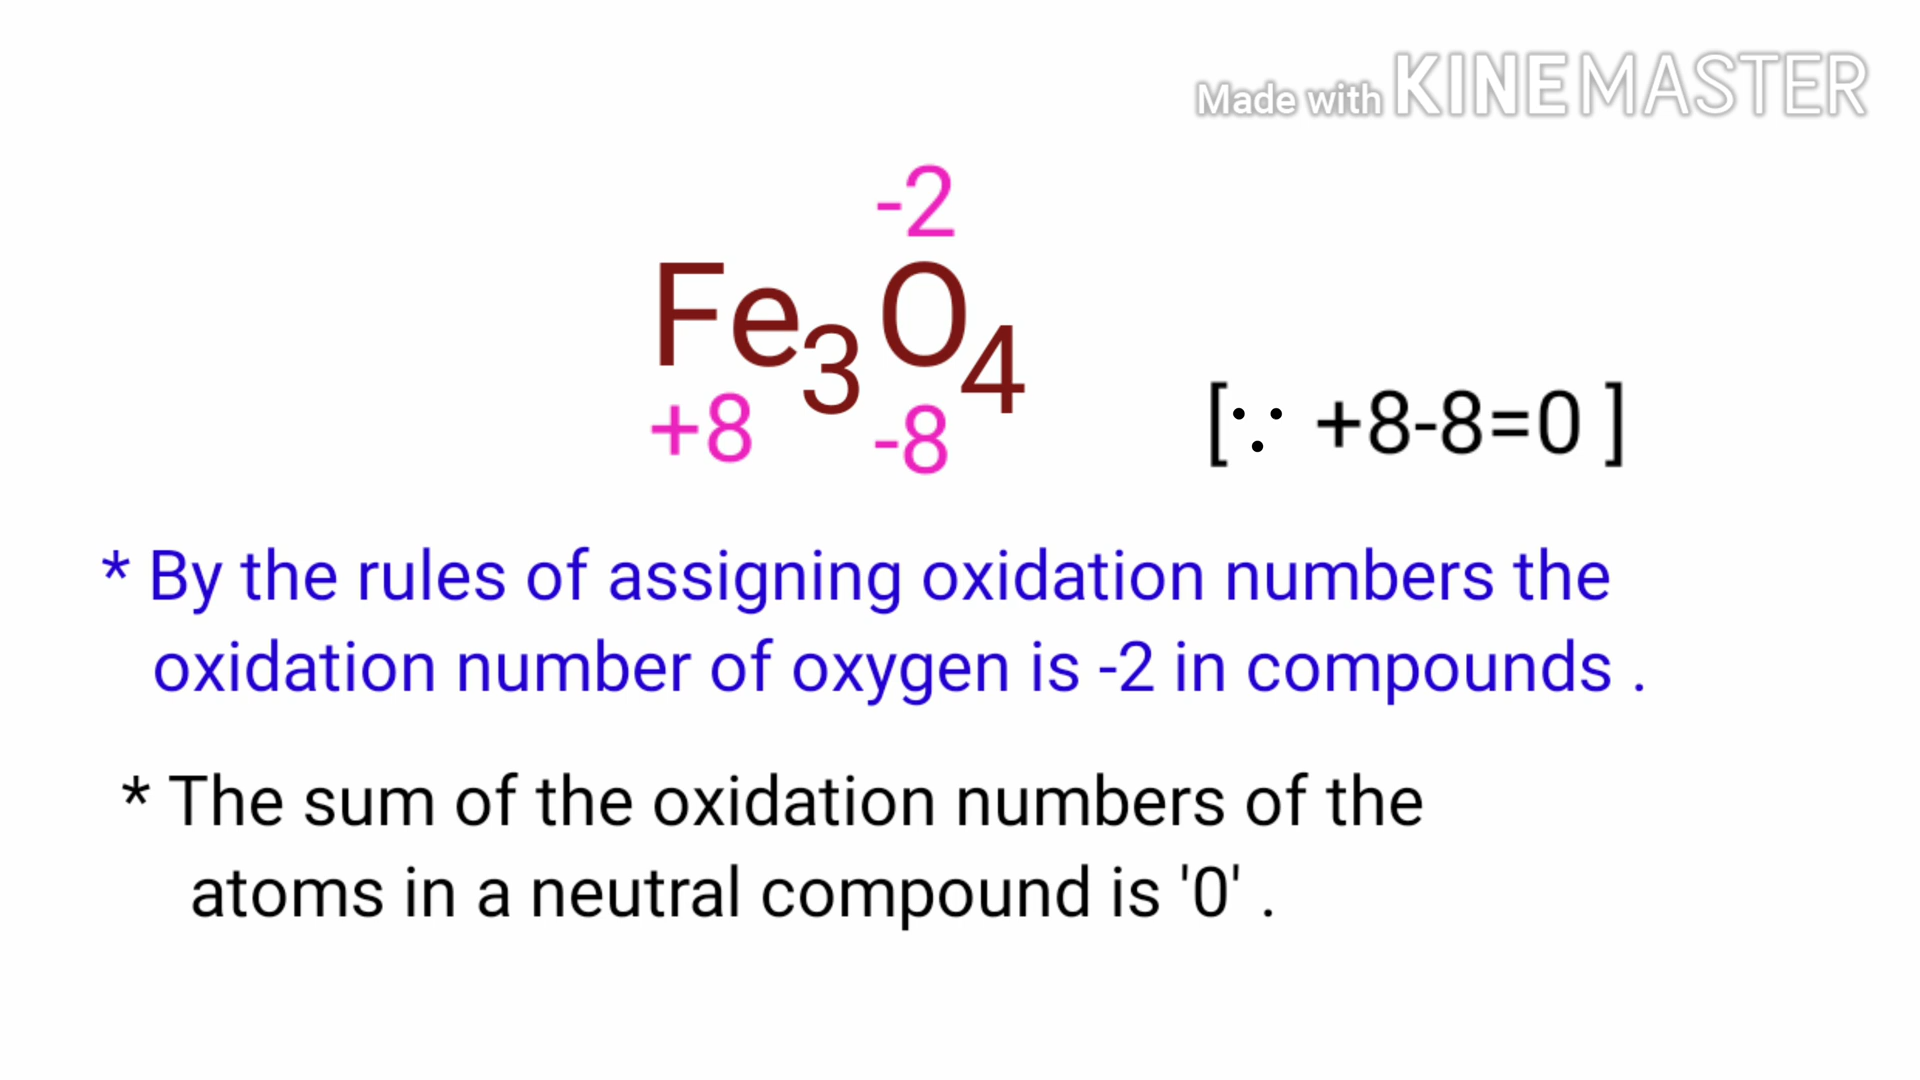 Made with KINEMASTER
-2
Fe3O4
+8 -8 [∵ +8-8=0 ]
* By the rules of assigning oxidation numbers the
oxidation number of oxygen is -2 in compounds .
* The sum of the oxidation numbers of the
atoms in a neutral compound is '0' .